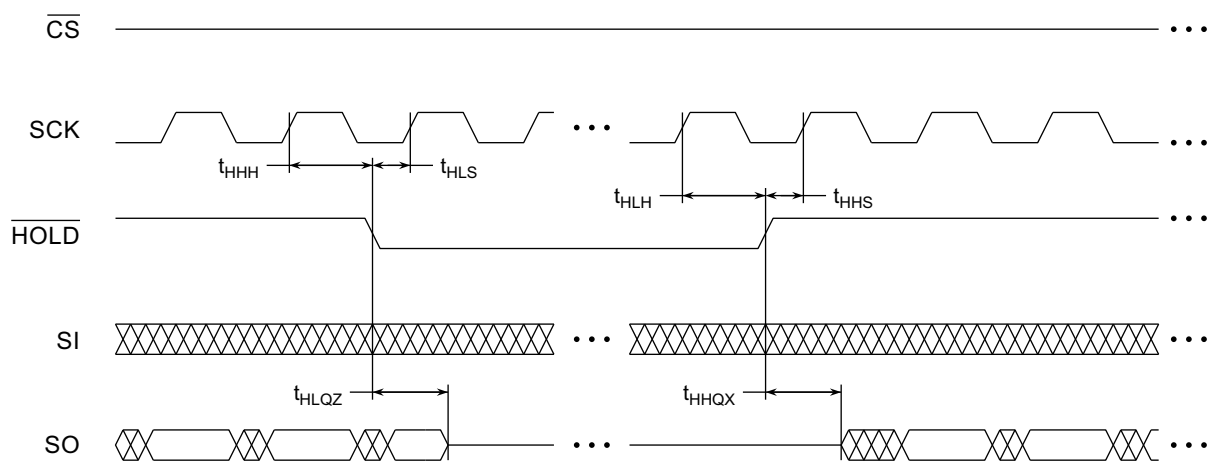 CS
SCK
tHHH
tHLS
tHLH
tHHS
HOLD
SI
tHLQZ
tHHQX
SO